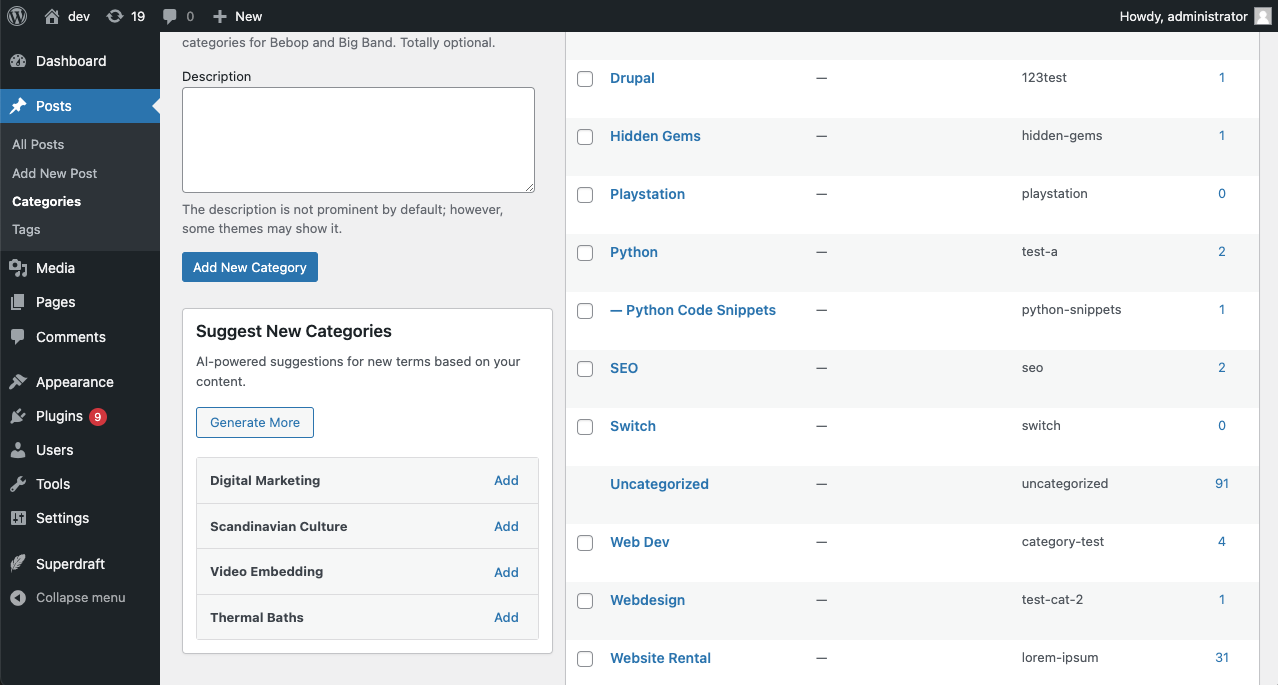 dev 19 0 New Howdy, administrator
Dashboard
Posts
All Posts
Add New Post
Categories
Tags
Media
Pages
Comments
Appearance
Plugins 9
Users
Tools
Settings
Superdraft
Collapse menu
categories for Bebop and Big Band. Totally optional.
Description
The description is not prominent by default; however,
some themes may show it.
Add New Category
Suggest New Categories
AI-powered suggestions for new terms based on your
content.
Generate More
Digital Marketing Add
Scandinavian Culture Add
Video Embedding Add
Thermal Baths Add
Drupal — 123test 1
Hidden Gems — hidden-gems 1
Playstation — playstation 0
Python — test-a 2
— Python Code Snippets — python-snippets 1
SEO — seo 2
Switch — switch 0
Uncategorized — uncategorized 91
Web Dev — category-test 4
Webdesign — test-cat-2 1
Website Rental — lorem-ipsum 31